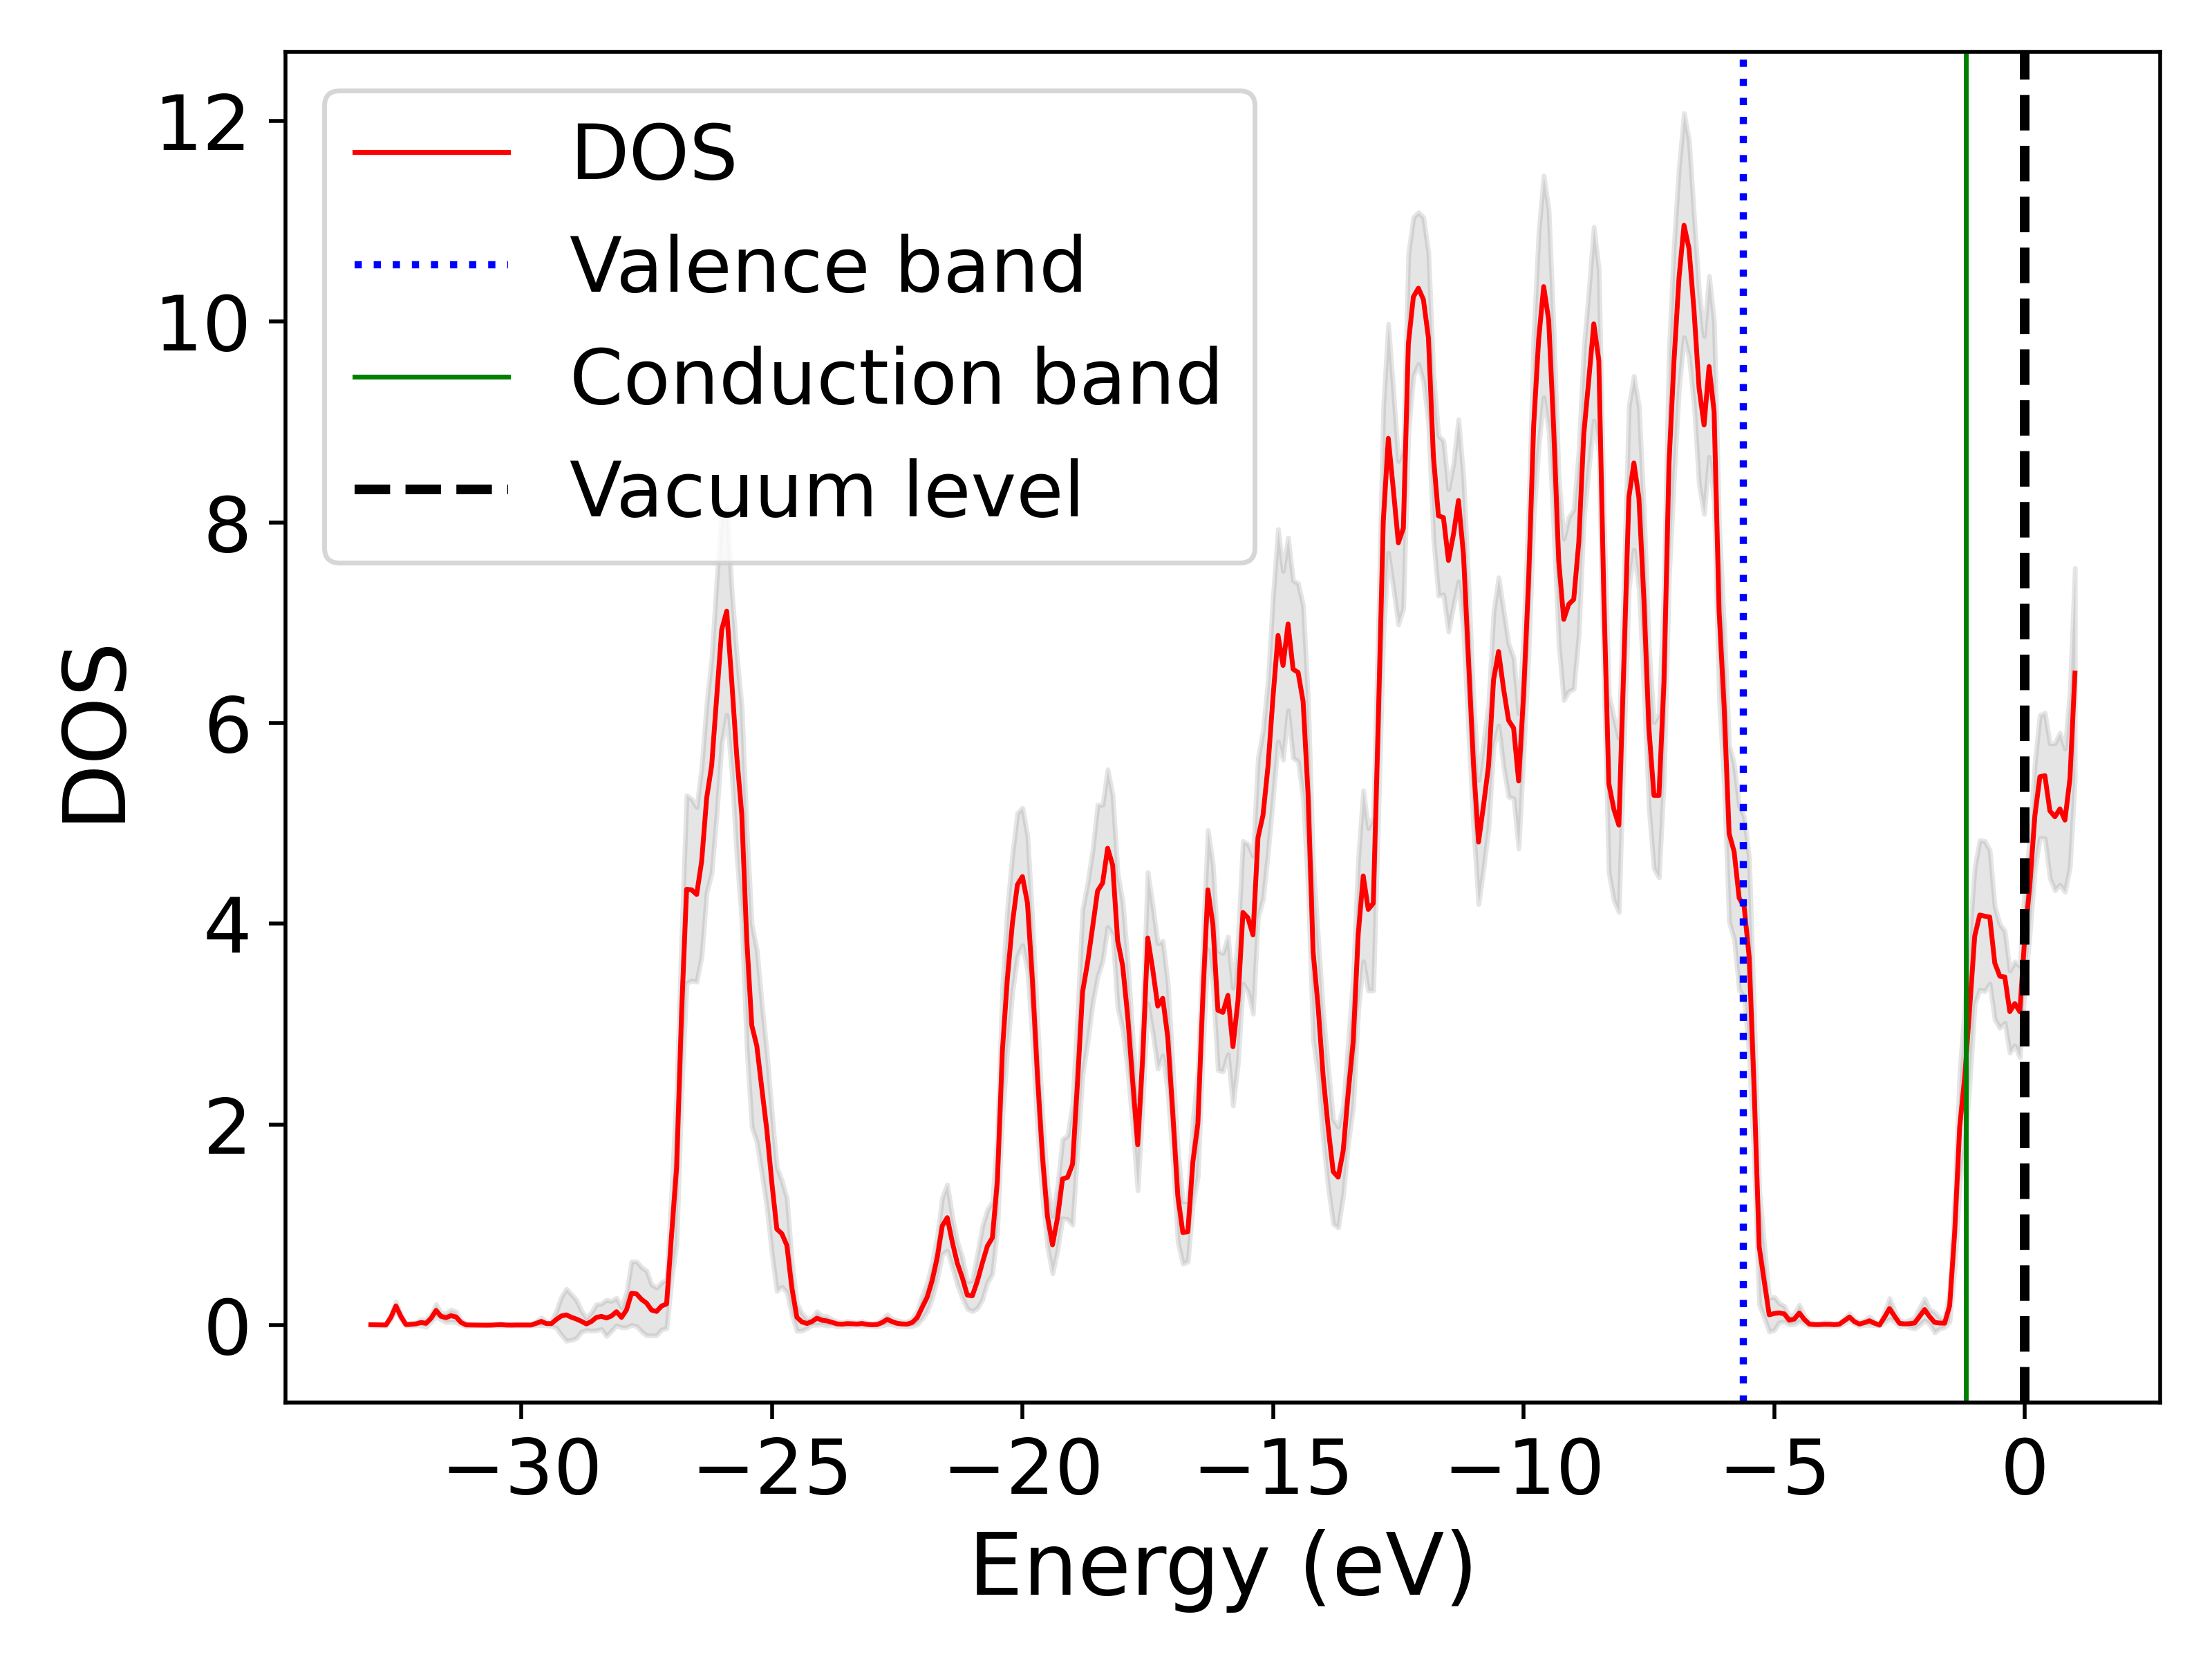 DOS
Valence band
Conduction band
Vacuum level
12
10
8
6
4
2
0
DOS
−30 −25 −20 −15 −10 −5 0
Energy (eV)